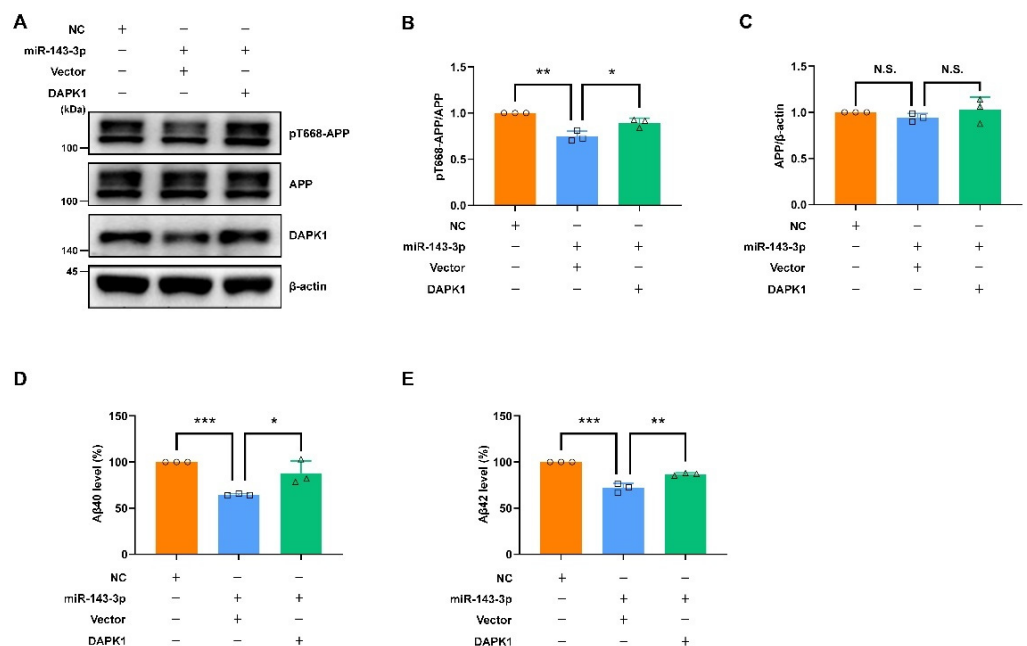 A
NC + − −
miR-143-3p − + +
Vector − + −
DAPK1 − − +
(kDa)
100 pT668-APP
100 APP
140 DAPK1
45 β-actin
B
pT668-APP/APP
1.5
1.0
0.5
0.0
** *
NC + − −
miR-143-3p − + +
Vector − + −
DAPK1 − − +
C
APP/β-actin
1.5
1.0
0.5
0.0
N.S. N.S.
NC + − −
miR-143-3p − + +
Vector − + −
DAPK1 − − +
D
Aβ40 level (%)
150
100
50
0
*** *
NC + − −
miR-143-3p − + +
Vector − + −
DAPK1 − − +
E
Aβ42 level (%)
150
100
50
0
*** **
NC + − −
miR-143-3p − + +
Vector − + −
DAPK1 − − +